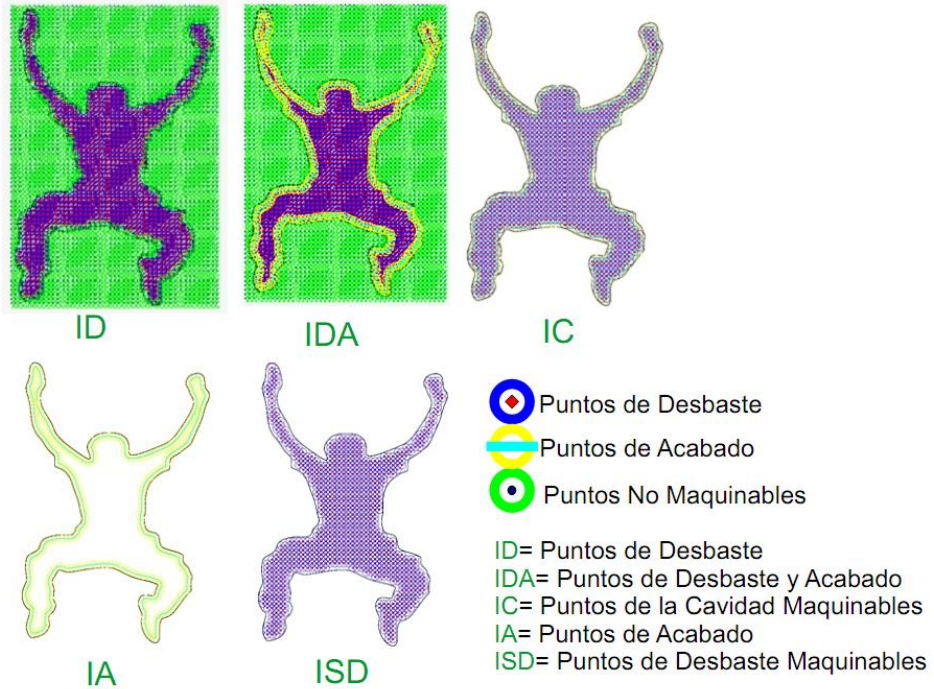 ID
IDA
IC
IA
ISD
Puntos de Desbaste
Puntos de Acabado
Puntos No Maquinables
ID= Puntos de Desbaste
IDA= Puntos de Desbaste y Acabado
IC= Puntos de la Cavidad Maquinables
IA= Puntos de Acabado
ISD= Puntos de Desbaste Maquinables